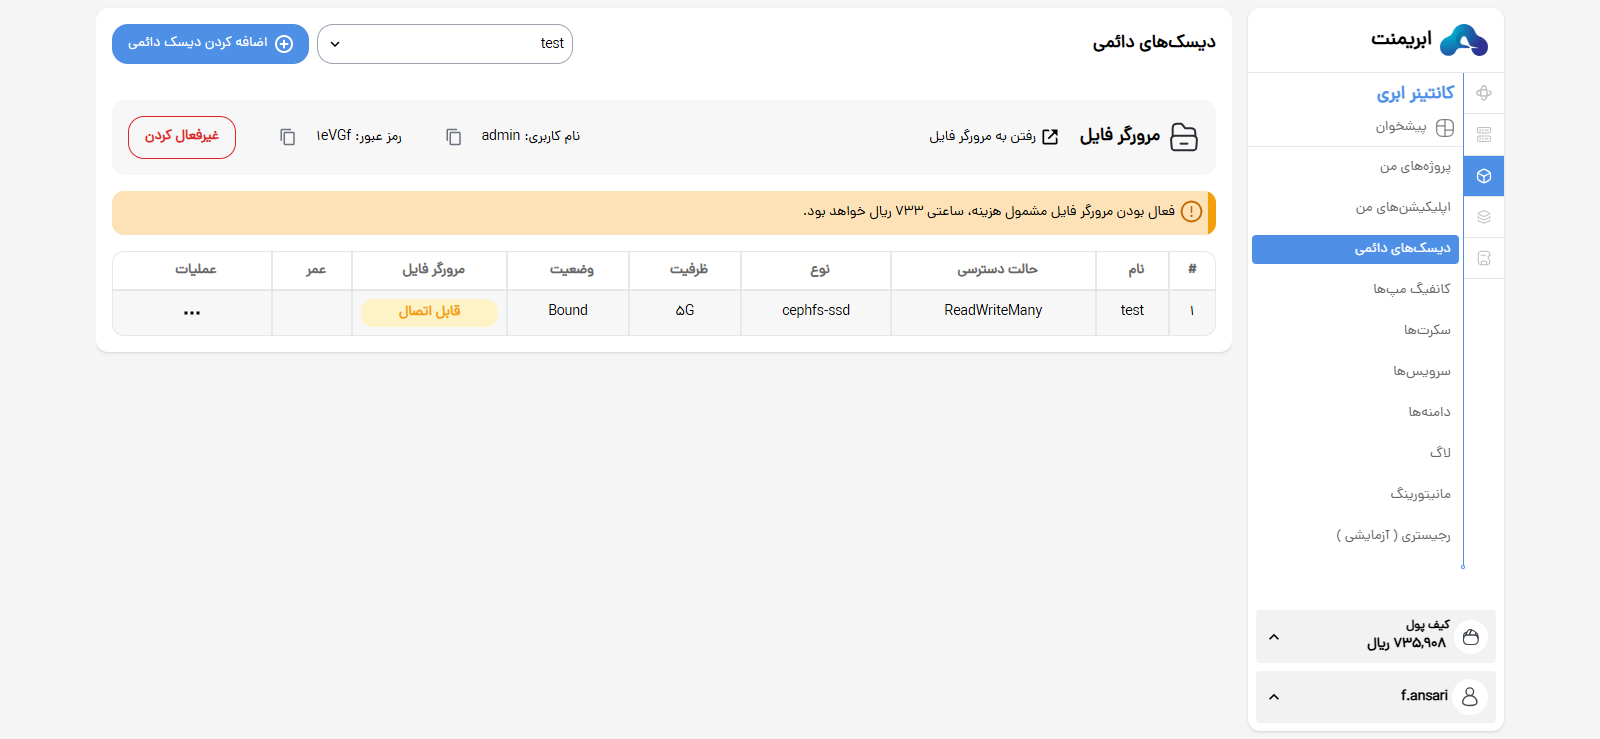 ابریمنت
کانتینر ابری
پیشخوان
پروژه‌های من
اپلیکیشن‌های من
دیسک‌های دائمی
کانفیگ مپ‌ها
سکرت‌ها
سرویس‌ها
دامنه‌ها
لاگ
مانیتورینگ
رجیستری ( آزمایشی )
کیف پول
۷۳۵,۹۰۸ ریال
f.ansari
دیسک‌های دائمی
test
اضافه کردن دیسک دائمی
مرورگر فایل
رفتن به مرورگر فایل
نام کاربری: admin
رمز عبور: ۱eVGf
غیرفعال کردن
فعال بودن مرورگر فایل مشمول هزینه، ساعتی ۷۳۳ ریال خواهد بود.
# نام حالت دسترسی نوع ظرفیت وضعیت مرورگر فایل عمر عملیات
۱ test ReadWriteMany cephfs-ssd ۵G Bound قابل اتصال